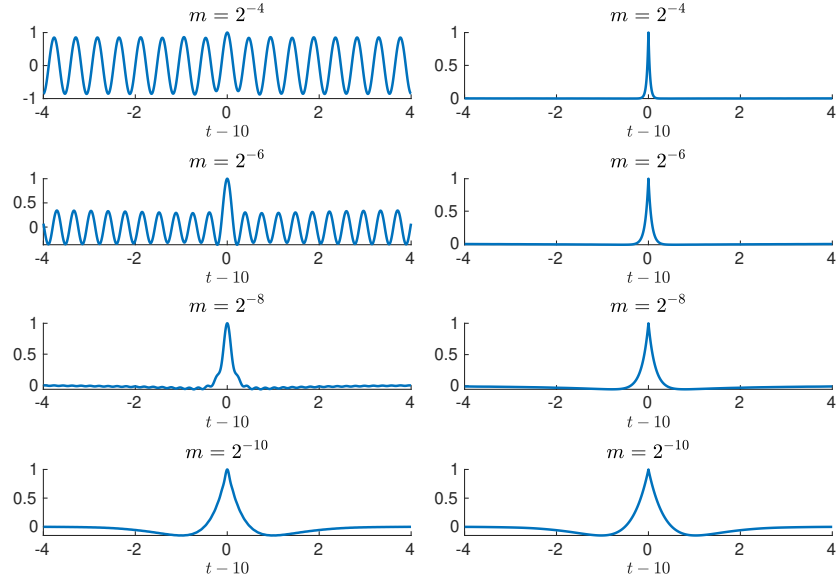 m = 2⁻⁴
1
0
-1
-4 -2 0 2 4
t − 10
m = 2⁻⁴
1
0.5
0
-4 -2 0 2 4
t − 10
m = 2⁻⁶
1
0.5
0
-4 -2 0 2 4
t − 10
m = 2⁻⁶
1
0.5
0
-4 -2 0 2 4
t − 10
m = 2⁻⁸
1
0.5
0
-4 -2 0 2 4
t − 10
m = 2⁻⁸
1
0.5
0
-4 -2 0 2 4
t − 10
m = 2⁻¹⁰
1
0.5
0
-4 -2 0 2 4
t − 10
m = 2⁻¹⁰
1
0.5
0
-4 -2 0 2 4
t − 10